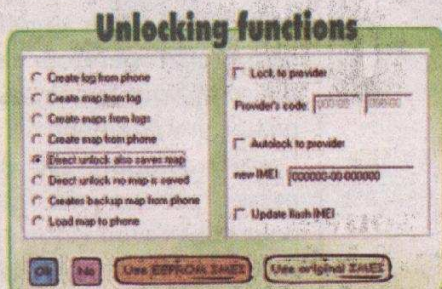 Unlocking functions
Create log from phone
Create map from log
Create maps from logs
Create map from phone
Direct unlock also saves map
Direct unlock no map is saved
Creates backup map from phone
Load map to phone
Lock to provider
Provider's code:
Autolock to provider
new IMEI: 000000-00-000000
Update flash IMEI
Ok
No
Use EEPROM IMEI
Use original IMEI